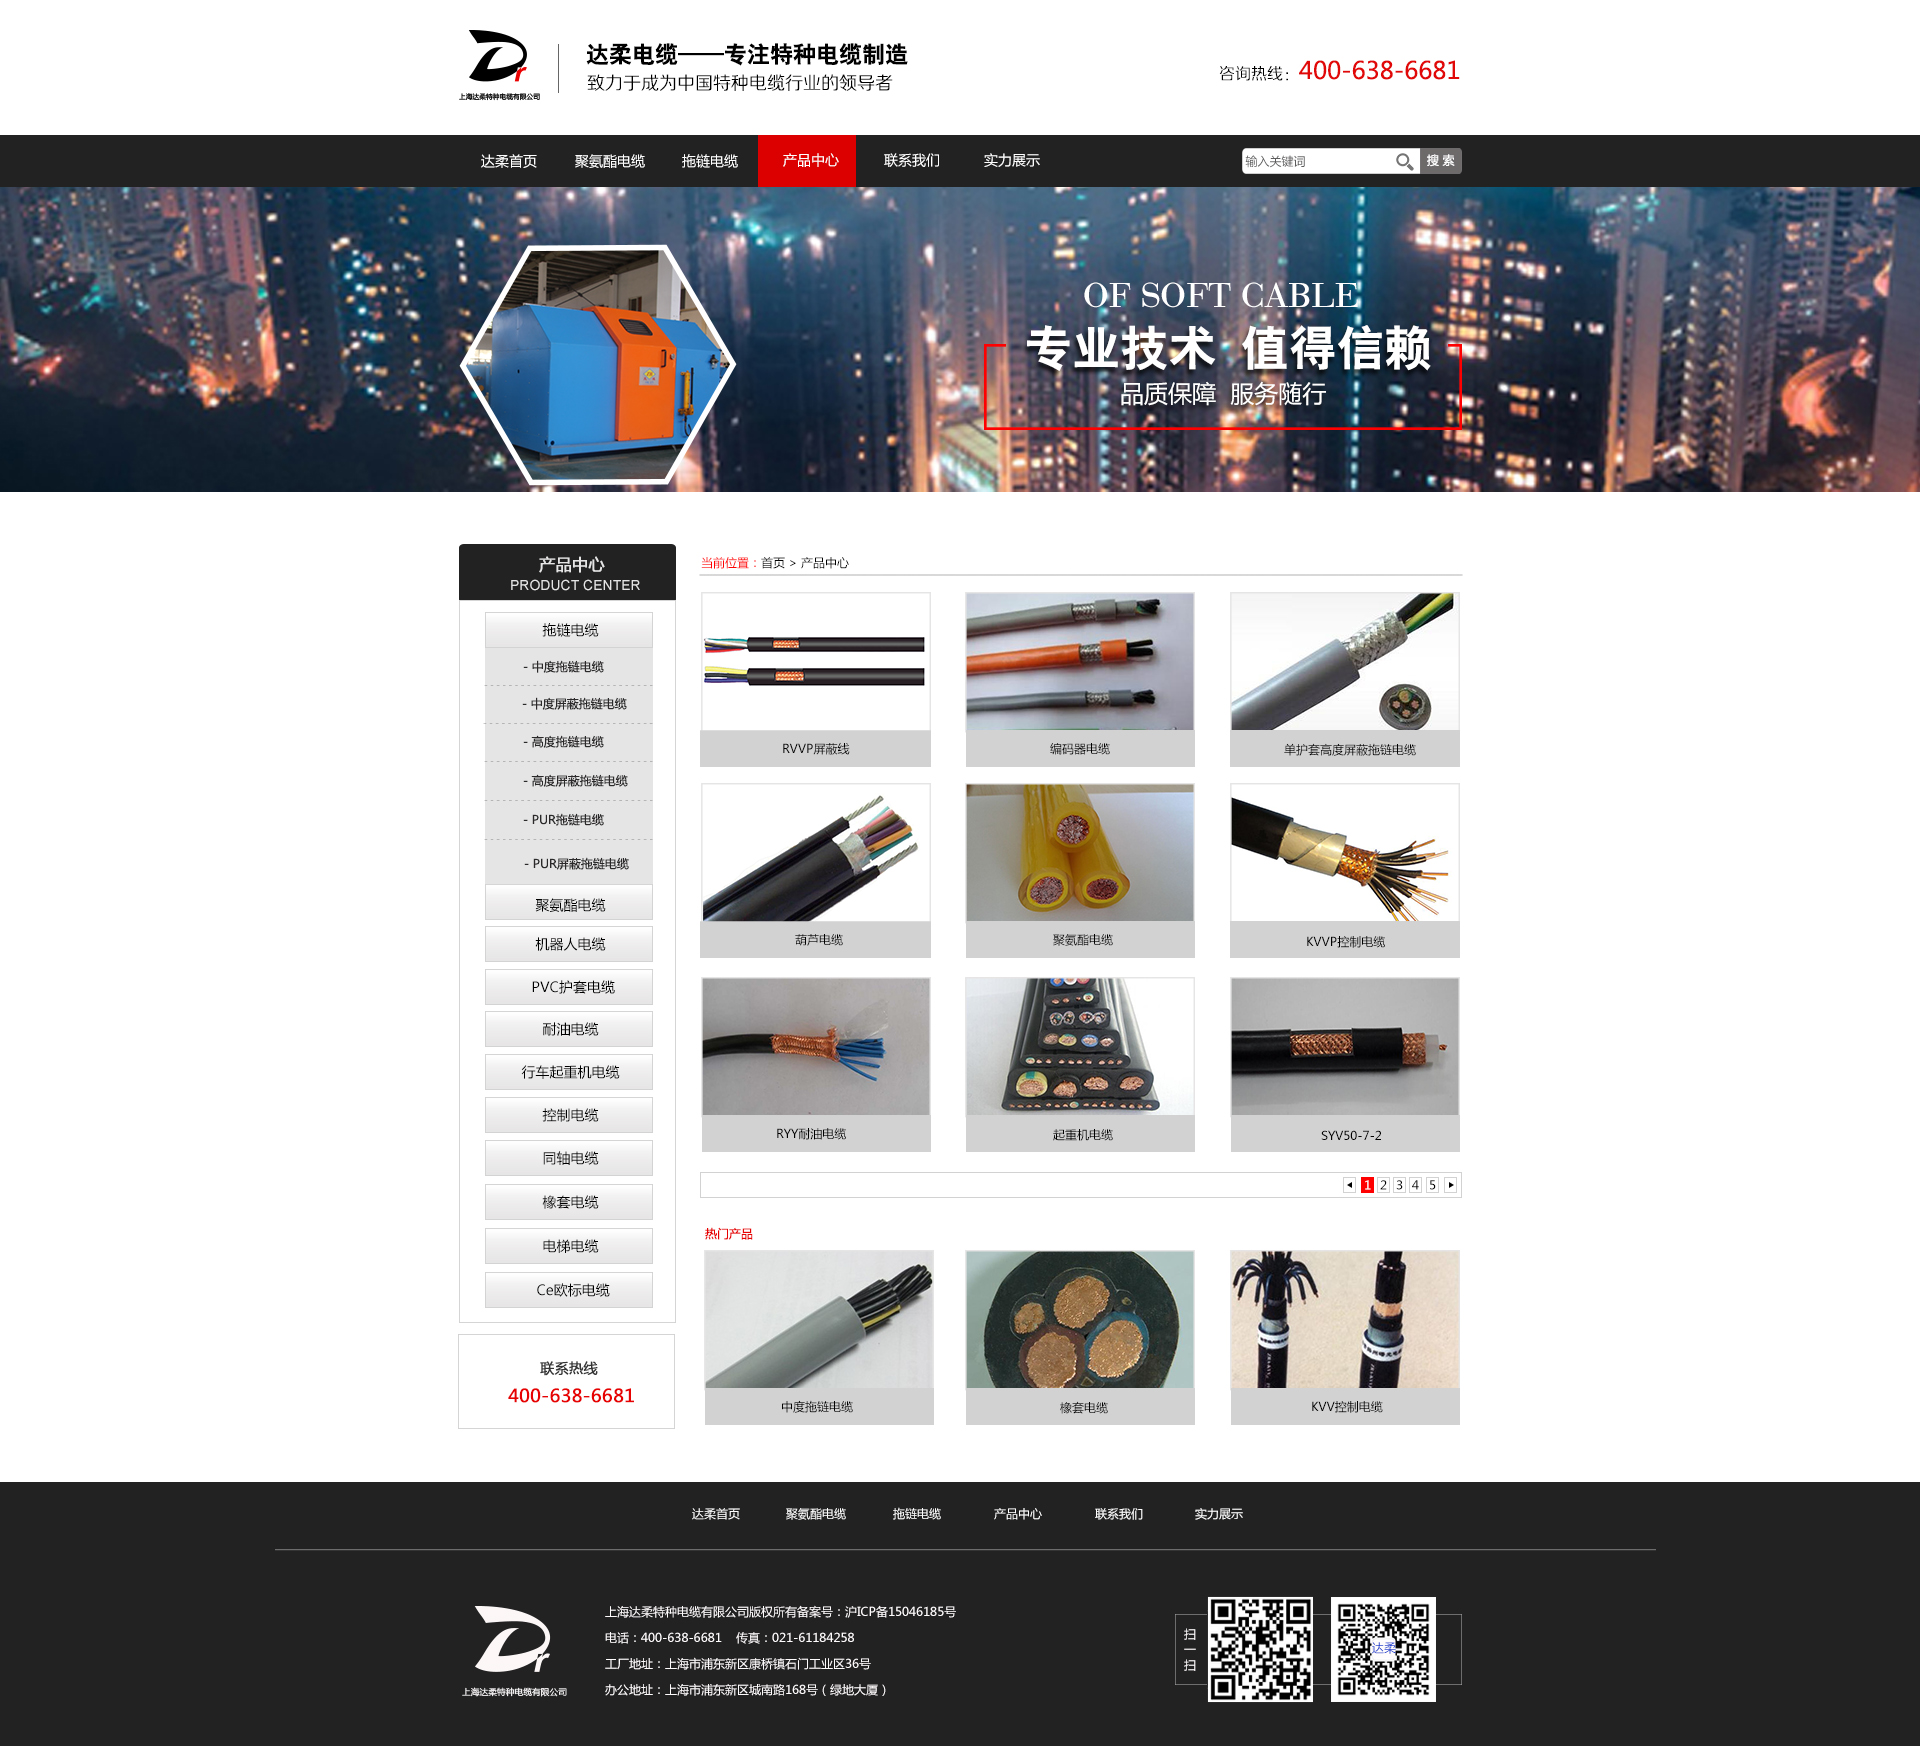 上海达柔特种电缆有限公司
达柔电缆——专注特种电缆制造
致力于成为中国特种电缆行业的领导者
咨询热线：400-638-6681
达柔首页 聚氨酯电缆 拖链电缆 产品中心 联系我们 实力展示
输入关键词 搜 索
OF SOFT CABLE
专业技术 值得信赖
品质保障 服务随行
产品中心
PRODUCT CENTER
拖链电缆
- 中度拖链电缆
- 中度屏蔽拖链电缆
- 高度拖链电缆
- 高度屏蔽拖链电缆
- PUR拖链电缆
- PUR屏蔽拖链电缆
聚氨酯电缆
机器人电缆
PVC护套电缆
耐油电缆
行车起重机电缆
控制电缆
同轴电缆
橡套电缆
电梯电缆
Ce欧标电缆
联系热线
400-638-6681
当前位置：首页 > 产品中心
RVVP屏蔽线 编码器电缆 单护套高度屏蔽拖链电缆
葫芦电缆 聚氨酯电缆 KVVP控制电缆
RYY耐油电缆 起重机电缆 SYV50-7-2
1 2 3 4 5
热门产品
中度拖链电缆 橡套电缆 KVV控制电缆
达柔首页 聚氨酯电缆 拖链电缆 产品中心 联系我们 实力展示
上海达柔特种电缆有限公司
上海达柔特种电缆有限公司版权所有备案号：沪ICP备15046185号
电话：400-638-6681 传真：021-61184258
工厂地址：上海市浦东新区康桥镇石门工业区36号
办公地址：上海市浦东新区城南路168号（绿地大厦）
扫一扫
达柔